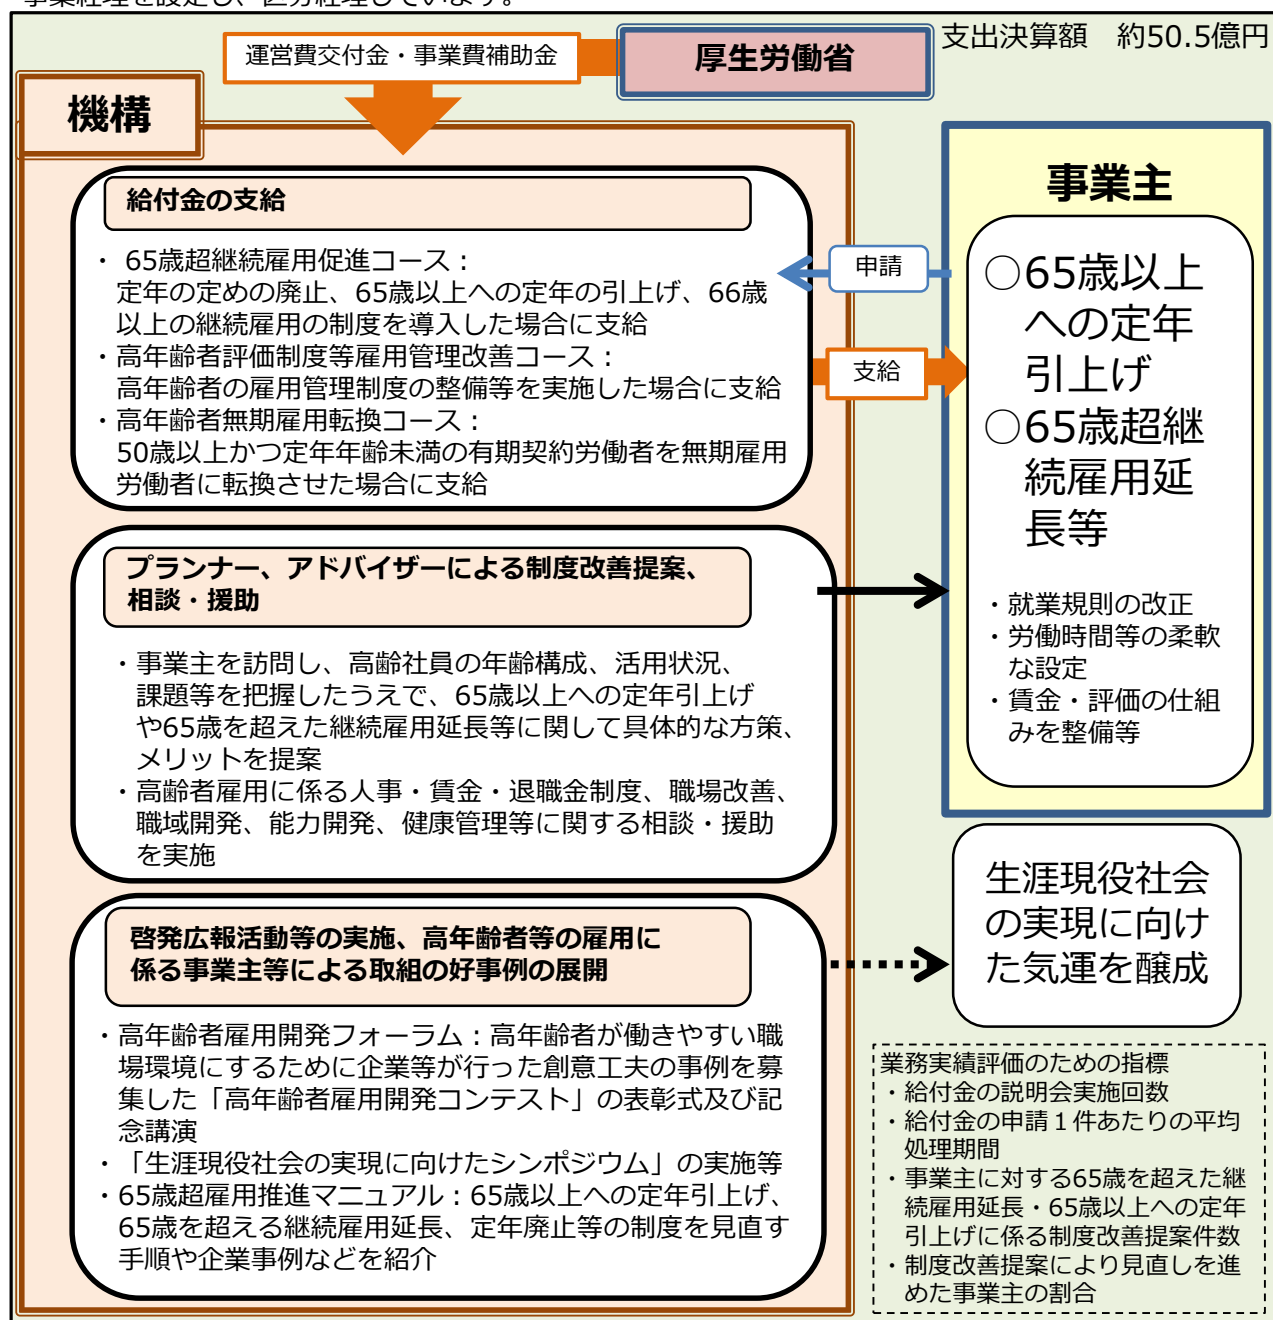 事業経理を設定し、区分経理しています。
支出決算額　約50.5億円
運営費交付金・事業費補助金
厚生労働省
機構
給付金の支給
・ 65歳超継続雇用促進コース：
定年の定めの廃止、65歳以上への定年の引上げ、66歳
以上の継続雇用の制度を導入した場合に支給
・高年齢者評価制度等雇用管理改善コース：
高年齢者の雇用管理制度の整備等を実施した場合に支給
・高年齢者無期雇用転換コース：
50歳以上かつ定年年齢未満の有期契約労働者を無期雇用
労働者に転換させた場合に支給
申請
支給
事業主
○65歳以上
への定年
引上げ
○65歳超継
続雇用延
長等
・就業規則の改正
・労働時間等の柔軟
な設定
・賃金・評価の仕組
みを整備等
プランナー、アドバイザーによる制度改善提案、
相談・援助
・事業主を訪問し、高齢社員の年齢構成、活用状況、
課題等を把握したうえで、65歳以上への定年引上げ
や65歳を超えた継続雇用延長等に関して具体的な方策、
メリットを提案
・高齢者雇用に係る人事・賃金・退職金制度、職場改善、
職域開発、能力開発、健康管理等に関する相談・援助
を実施
啓発広報活動等の実施、高年齢者等の雇用に
係る事業主等による取組の好事例の展開
・高年齢者雇用開発フォーラム：高年齢者が働きやすい職
場環境にするために企業等が行った創意工夫の事例を募
集した「高年齢者雇用開発コンテスト」の表彰式及び記
念講演
・「生涯現役社会の実現に向けたシンポジウム」の実施等
・65歳超雇用推進マニュアル：65歳以上への定年引上げ、
65歳を超える継続雇用延長、定年廃止等の制度を見直す
手順や企業事例などを紹介
生涯現役社会
の実現に向け
た気運を醸成
業務実績評価のための指標
・給付金の説明会実施回数
・給付金の申請１件あたりの平均
処理期間
・事業主に対する65歳を超えた継
続雇用延長・65歳以上への定年
引上げに係る制度改善提案件数
・制度改善提案により見直しを進
めた事業主の割合